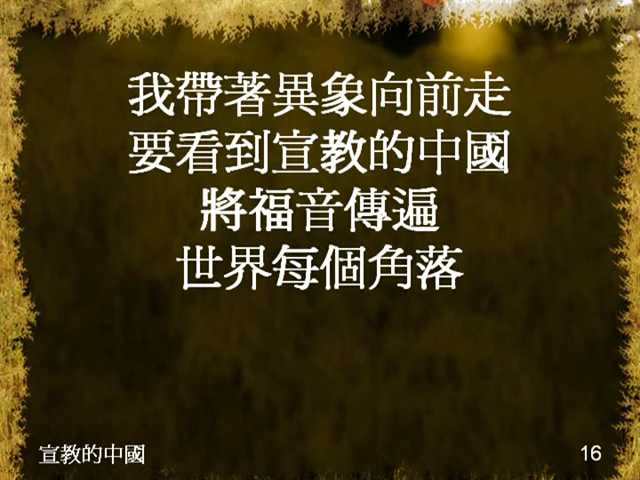 我帶著異象向前走
要看到宣教的中國
將福音傳遍
世界每個角落
宣教的中國
16